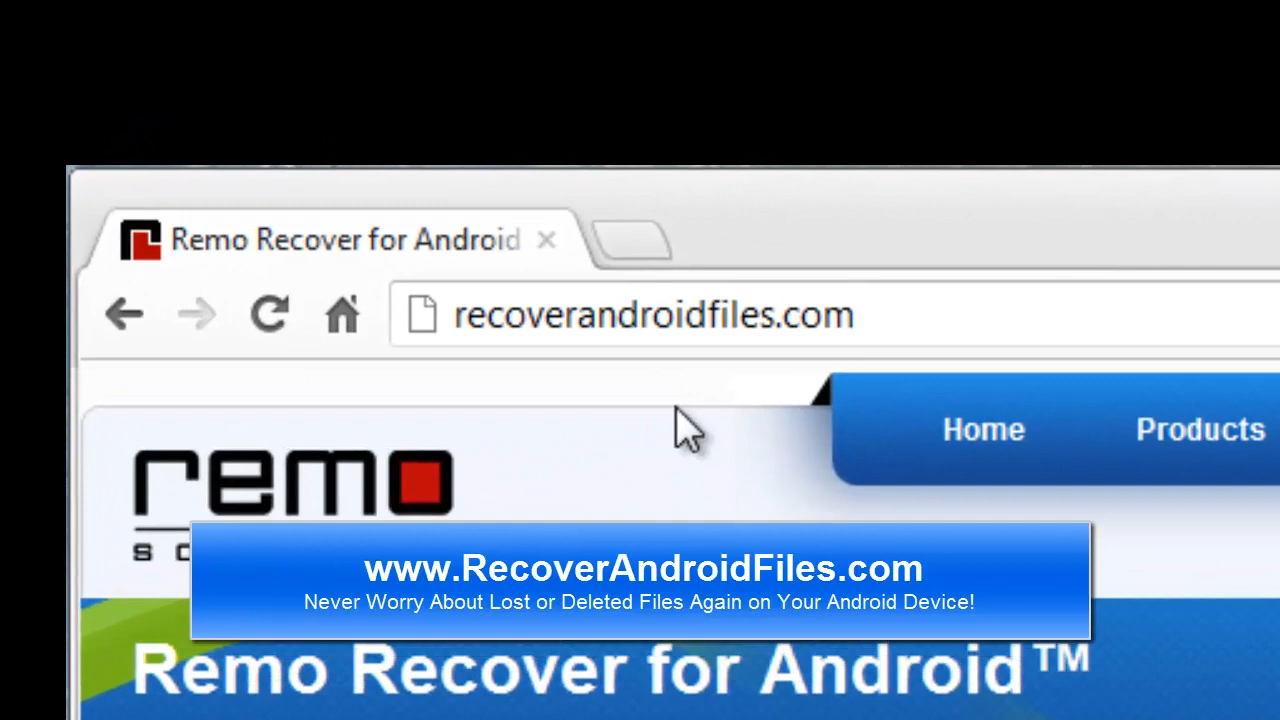 Remo Recover for Android
recoverandroidfiles.com
Home Products
remo
www.RecoverAndroidFiles.com
Never Worry About Lost or Deleted Files Again on Your Android Device!
Remo Recover for Android™